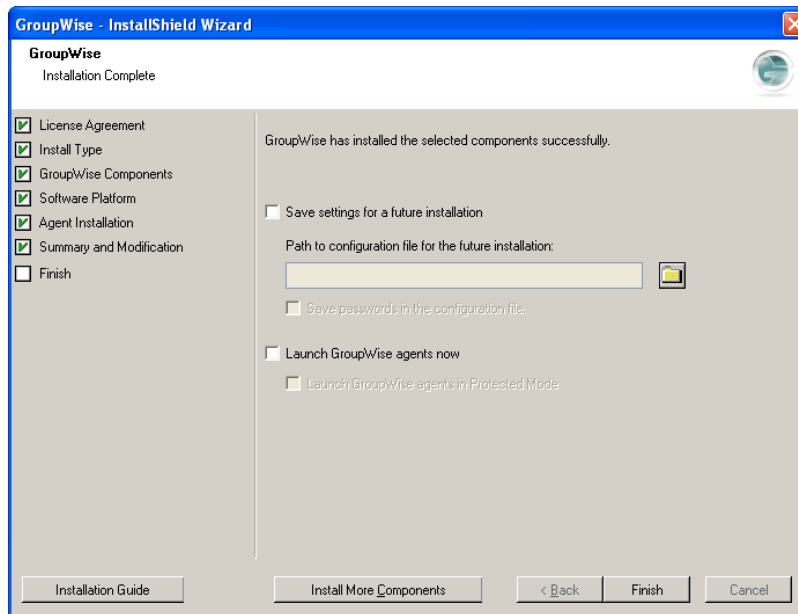 GroupWise - InstallShield Wizard
GroupWise
Installation Complete
License Agreement
Install Type
GroupWise Components
Software Platform
Agent Installation
Summary and Modification
Finish
GroupWise has installed the selected components successfully.
Save settings for a future installation
Path to configuration file for the future installation:
Save passwords in the configuration file.
Launch GroupWise agents now
Launch GroupWise agents in Protected Mode
Installation Guide
Install More Components
< Back
Finish
Cancel